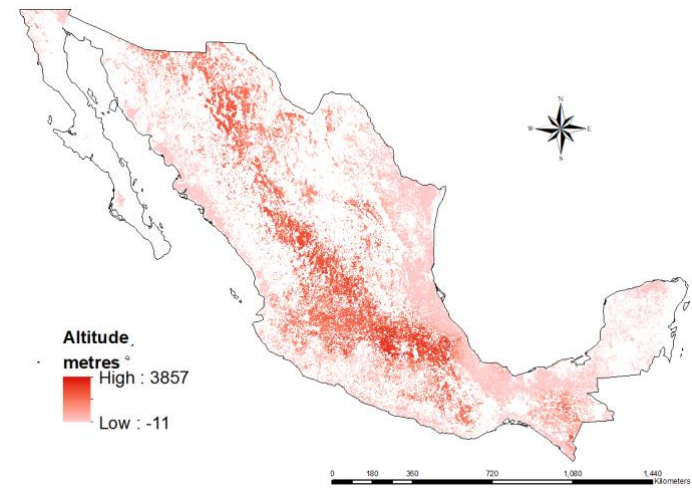 N
W E
S
Altitude
metres
High : 3857
Low : -11
0 180 360 720 1,080 1,440
Kilometers